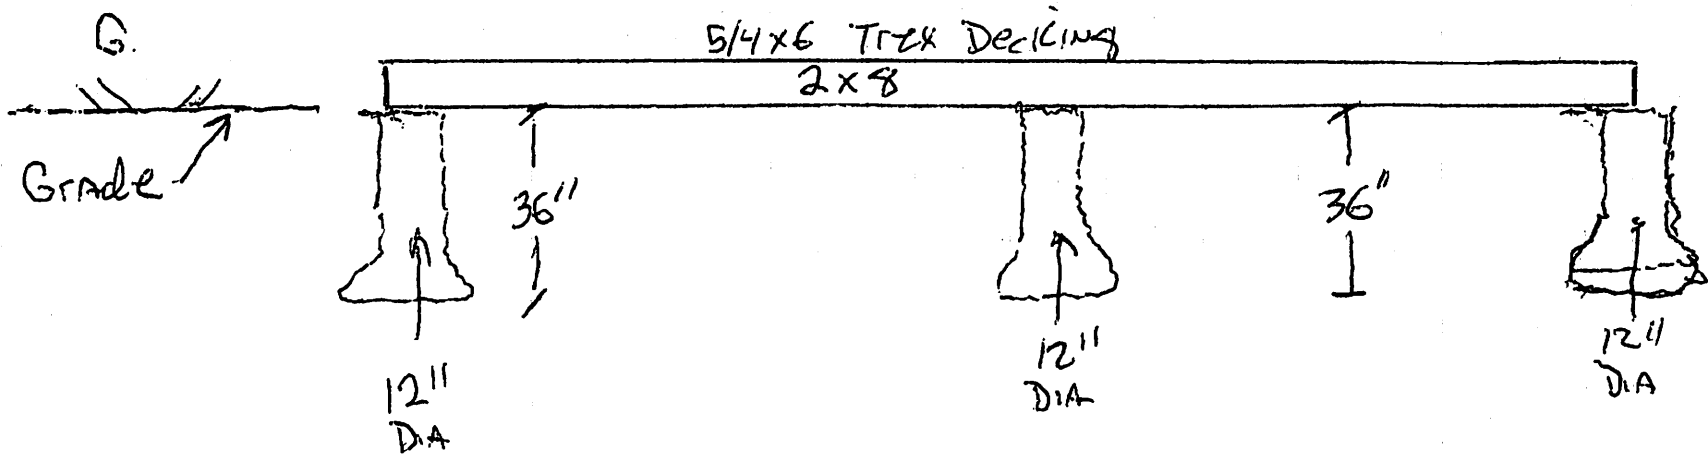 G.
5/4x6 Trex Decking
2x8
Grade
36"
36"
12"
DIA
12"
DIA
12"
DIA